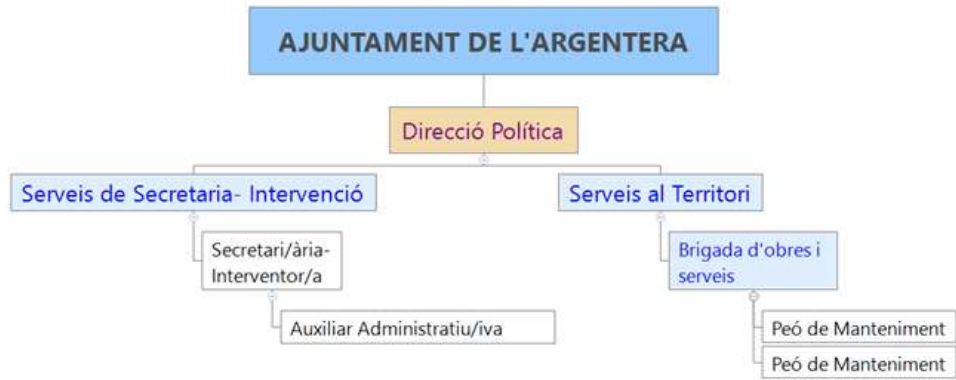 AJUNTAMENT DE L'ARGENTERA
Direcció Política
Serveis de Secretaria- Intervenció
Serveis al Territori
Secretari/ària-
Interventor/a
Auxiliar Administratiu/iva
Brigada d'obres i
serveis
Peó de Manteniment
Peó de Manteniment